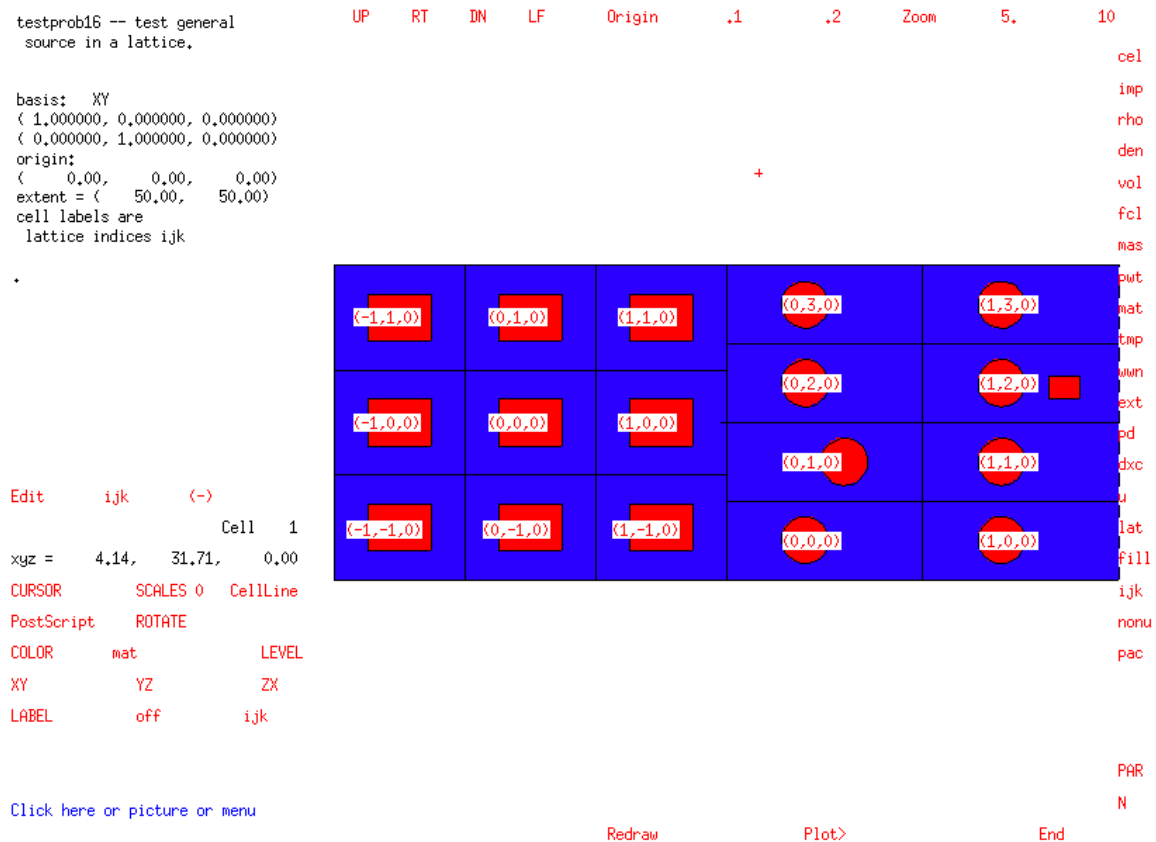 UP RT DN LF Origin .1 .2 Zoom 5. 10
testprob16 -- test general
source in a lattice.
basis: XY
( 1.000000, 0.000000, 0.000000)
( 0.000000, 1.000000, 0.000000)
origin:
( 0.00, 0.00, 0.00)
extent = ( 50.00, 50.00)
cell labels are
lattice indices ijk
.
+
cel
imp
rho
den
vol
fcl
mas
pwt
mat
tmp
wwn
ext
pd
dxc
u
lat
fill
ijk
nonu
pac
PAR
N
(-1,1,0) (0,1,0) (1,1,0)
(-1,0,0) (0,0,0) (1,0,0)
(-1,-1,0) (0,-1,0) (1,-1,0)
(0,3,0) (1,3,0)
(0,2,0) (1,2,0)
(0,1,0) (1,1,0)
(0,0,0) (1,0,0)
Edit ijk (-)
Cell 1
xyz = 4.14, 31.71, 0.00
CURSOR SCALES 0 CellLine
PostScript ROTATE
COLOR mat LEVEL
XY YZ ZX
LABEL off ijk
Click here or picture or menu
Redraw Plot> End